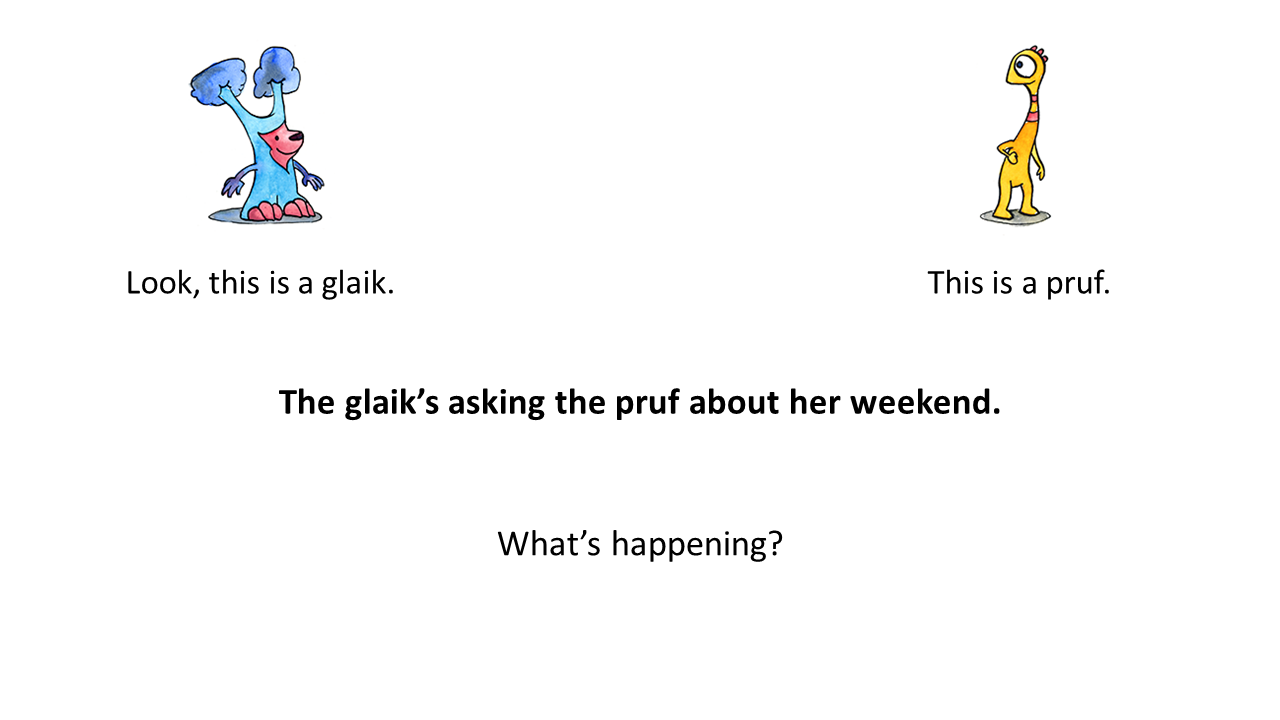 Look, this is a glaik.
This is a pruf.
The glaik’s asking the pruf about her weekend.
What’s happening?